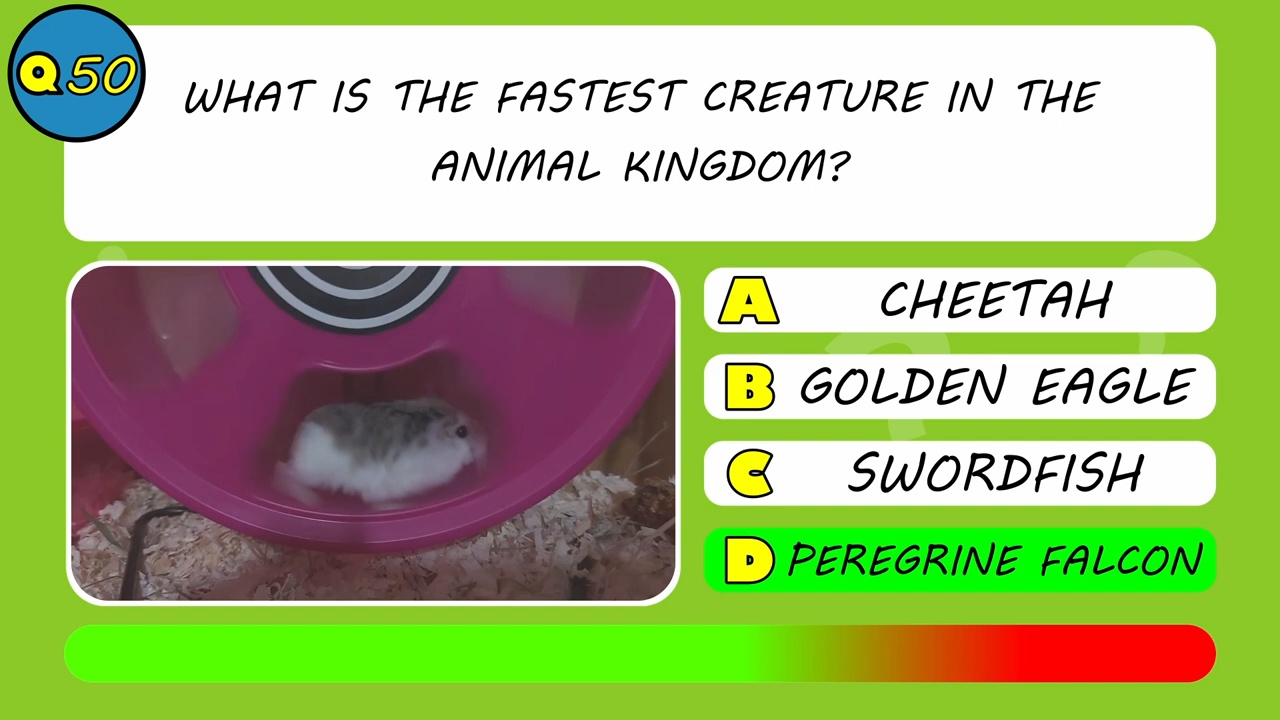 Q50
WHAT IS THE FASTEST CREATURE IN THE
ANIMAL KINGDOM?
A CHEETAH
B GOLDEN EAGLE
C SWORDFISH
D PEREGRINE FALCON